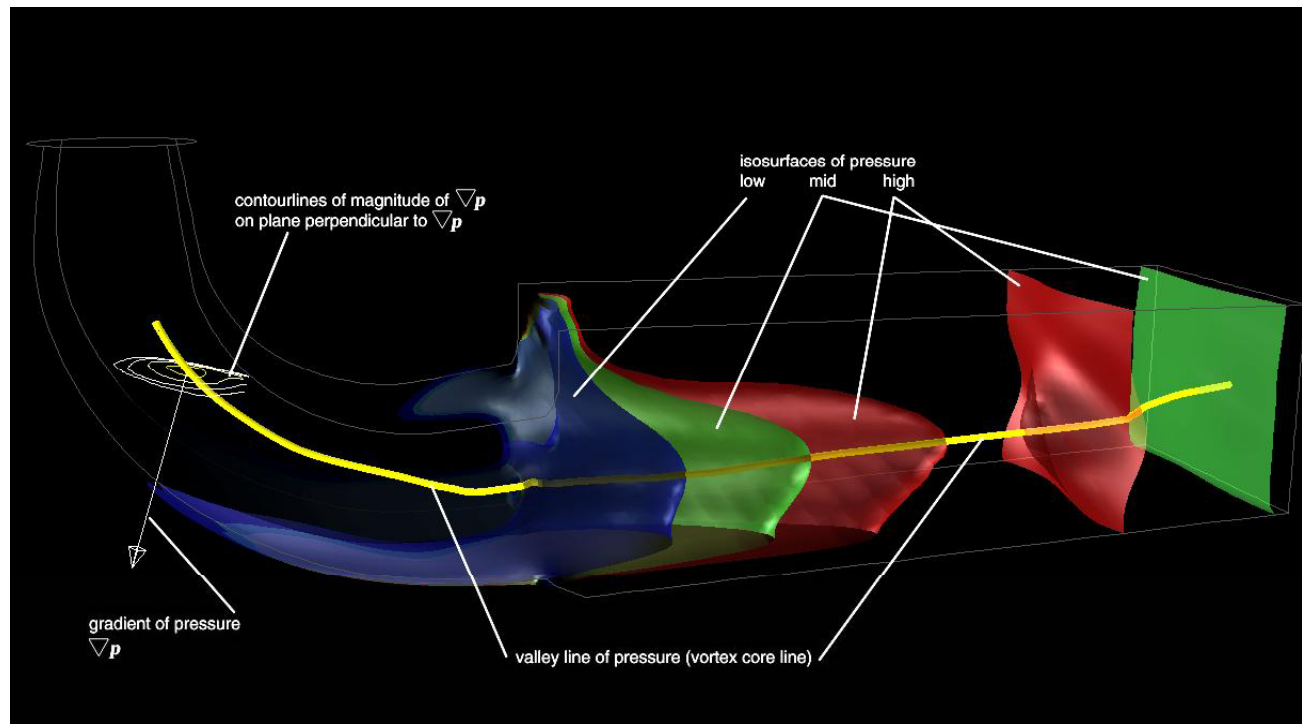 isosurfaces of pressure
low mid high
contourlines of magnitude of ▽p
on plane perpendicular to ▽p
gradient of pressure
▽p
valley line of pressure (vortex core line)